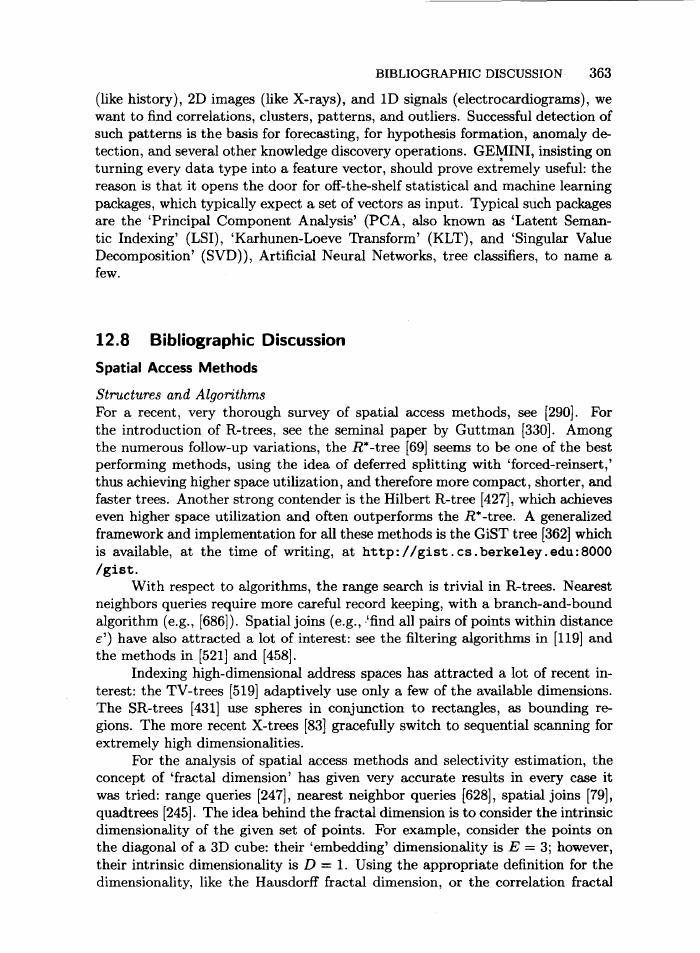 BIBLIOGRAPHIC DISCUSSION 363
(like history), 2D images (like X-rays), and 1D signals (electrocardiograms), we
want to find correlations, clusters, patterns, and outliers. Successful detection of
such patterns is the basis for forecasting, for hypothesis formation, anomaly de-
tection, and several other knowledge discovery operations. GEMINI, insisting on
turning every data type into a feature vector, should prove extremely useful: the
reason is that it opens the door for off-the-shelf statistical and machine learning
packages, which typically expect a set of vectors as input. Typical such packages
are the ‘Principal Component Analysis’ (PCA, also known as ‘Latent Seman-
tic Indexing’ (LSI), ‘Karhunen-Loeve Transform’ (KLT), and ‘Singular Value
Decomposition’ (SVD)), Artificial Neural Networks, tree classifiers, to name a
few.
12.8 Bibliographic Discussion
Spatial Access Methods
Structures and Algorithms
For a recent, very thorough survey of spatial access methods, see [290]. For
the introduction of R-trees, see the seminal paper by Guttman [330]. Among
the numerous follow-up variations, the R*-tree [69] seems to be one of the best
performing methods, using the idea of deferred splitting with ‘forced-reinsert,’
thus achieving higher space utilization, and therefore more compact, shorter, and
faster trees. Another strong contender is the Hilbert R-tree [427], which achieves
even higher space utilization and often outperforms the R*-tree. A generalized
framework and implementation for all these methods is the GiST tree [362] which
is available, at the time of writing, at http://gist.cs.berkeley.edu:8000
/gist.
With respect to algorithms, the range search is trivial in R-trees. Nearest
neighbors queries require more careful record keeping, with a branch-and-bound
algorithm (e.g., [686]). Spatial joins (e.g., ‘find all pairs of points within distance
ε’) have also attracted a lot of interest: see the filtering algorithms in [119] and
the methods in [521] and [458].
Indexing high-dimensional address spaces has attracted a lot of recent in-
terest: the TV-trees [519] adaptively use only a few of the available dimensions.
The SR-trees [431] use spheres in conjunction to rectangles, as bounding re-
gions. The more recent X-trees [83] gracefully switch to sequential scanning for
extremely high dimensionalities.
For the analysis of spatial access methods and selectivity estimation, the
concept of ‘fractal dimension’ has given very accurate results in every case it
was tried: range queries [247], nearest neighbor queries [628], spatial joins [79],
quadtrees [245]. The idea behind the fractal dimension is to consider the intrinsic
dimensionality of the given set of points. For example, consider the points on
the diagonal of a 3D cube: their ‘embedding’ dimensionality is E = 3; however,
their intrinsic dimensionality is D = 1. Using the appropriate definition for the
dimensionality, like the Hausdorff fractal dimension, or the correlation fractal